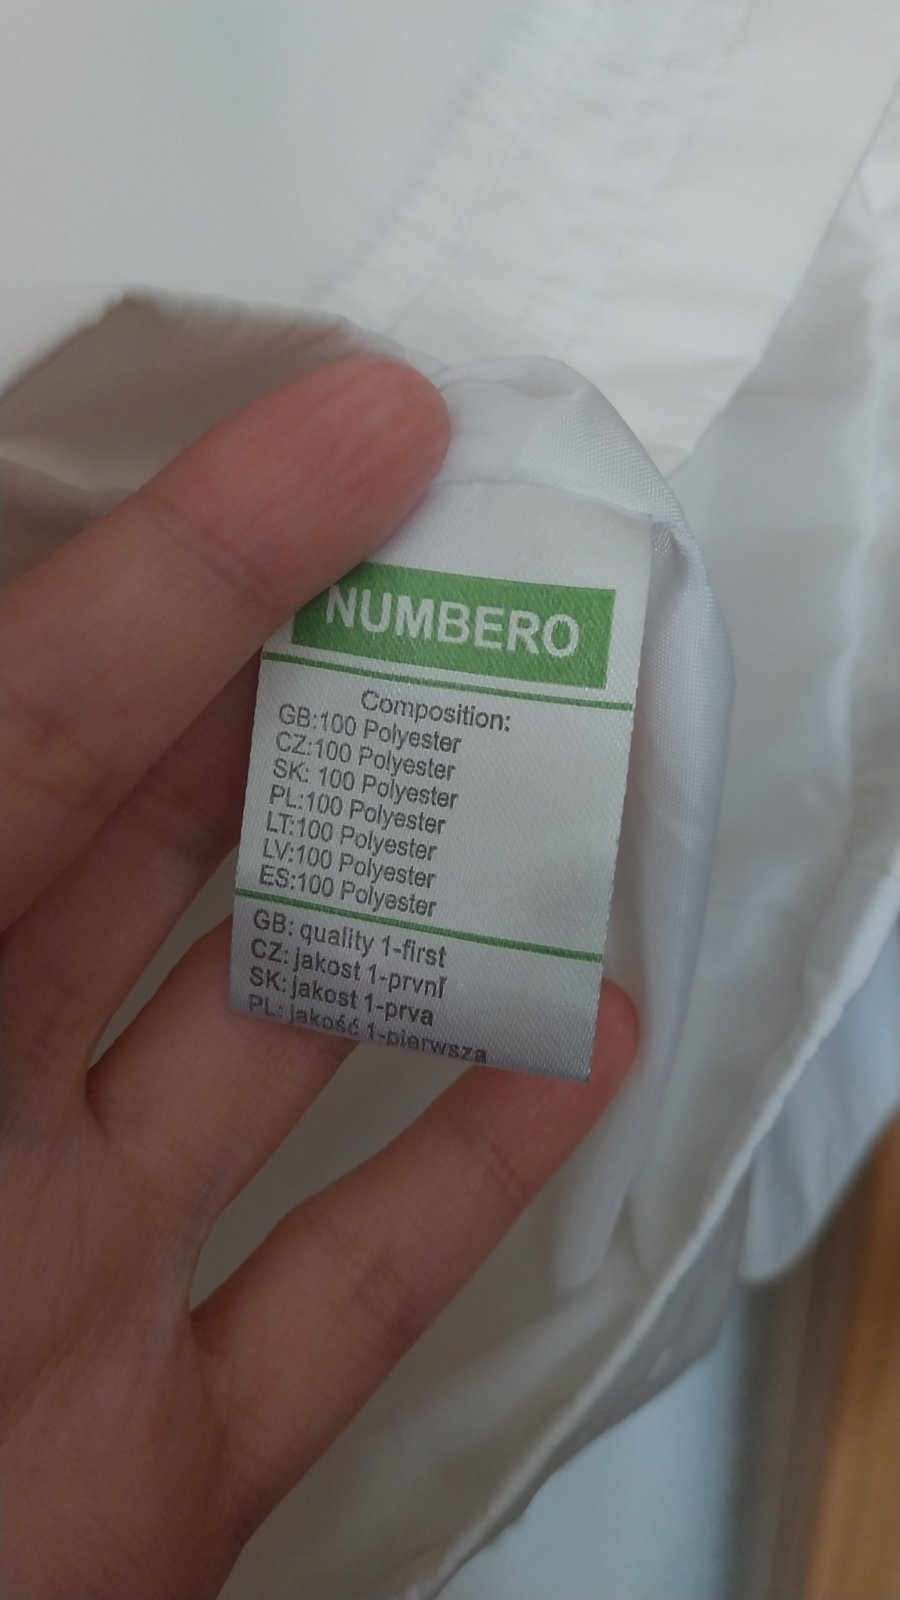 NUMBERO
Composition:
GB:100 Polyester
CZ:100 Polyester
SK: 100 Polyester
PL:100 Polyester
LT:100 Polyester
LV:100 Polyester
ES:100 Polyester
GB: quality 1-first
CZ: jakost 1-prvnľ
SK: jakost 1-prva
PL: jakość 1-pierwsza